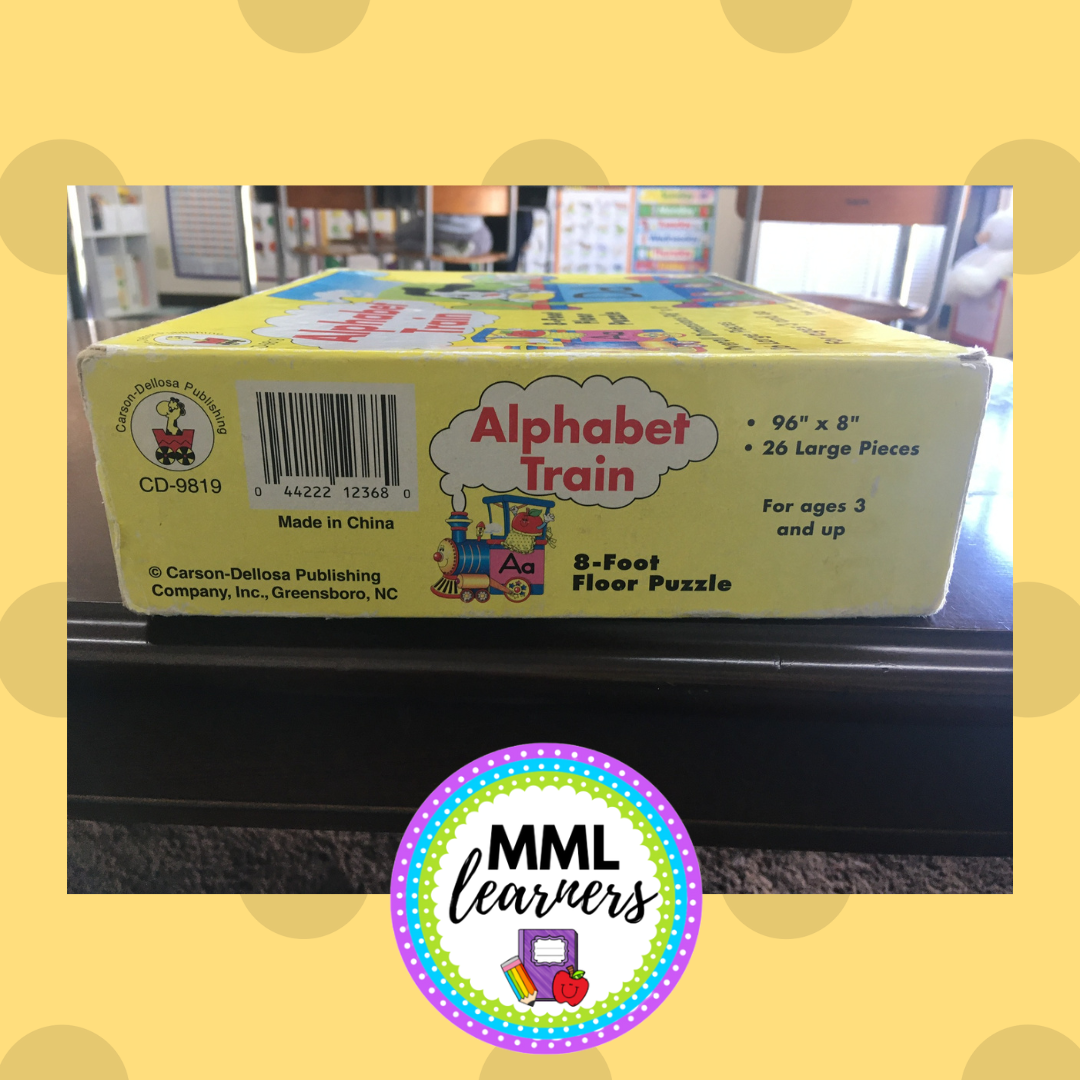 Alphabet
Train
Carson-Dellosa Publishing
CD-9819
0 44222 12368 0
Made in China
© Carson-Dellosa Publishing
Company, Inc., Greensboro, NC
Alphabet
Train
Aa
8-Foot
Floor Puzzle
• 96" x 8"
• 26 Large Pieces
For ages 3
and up
MML
learners